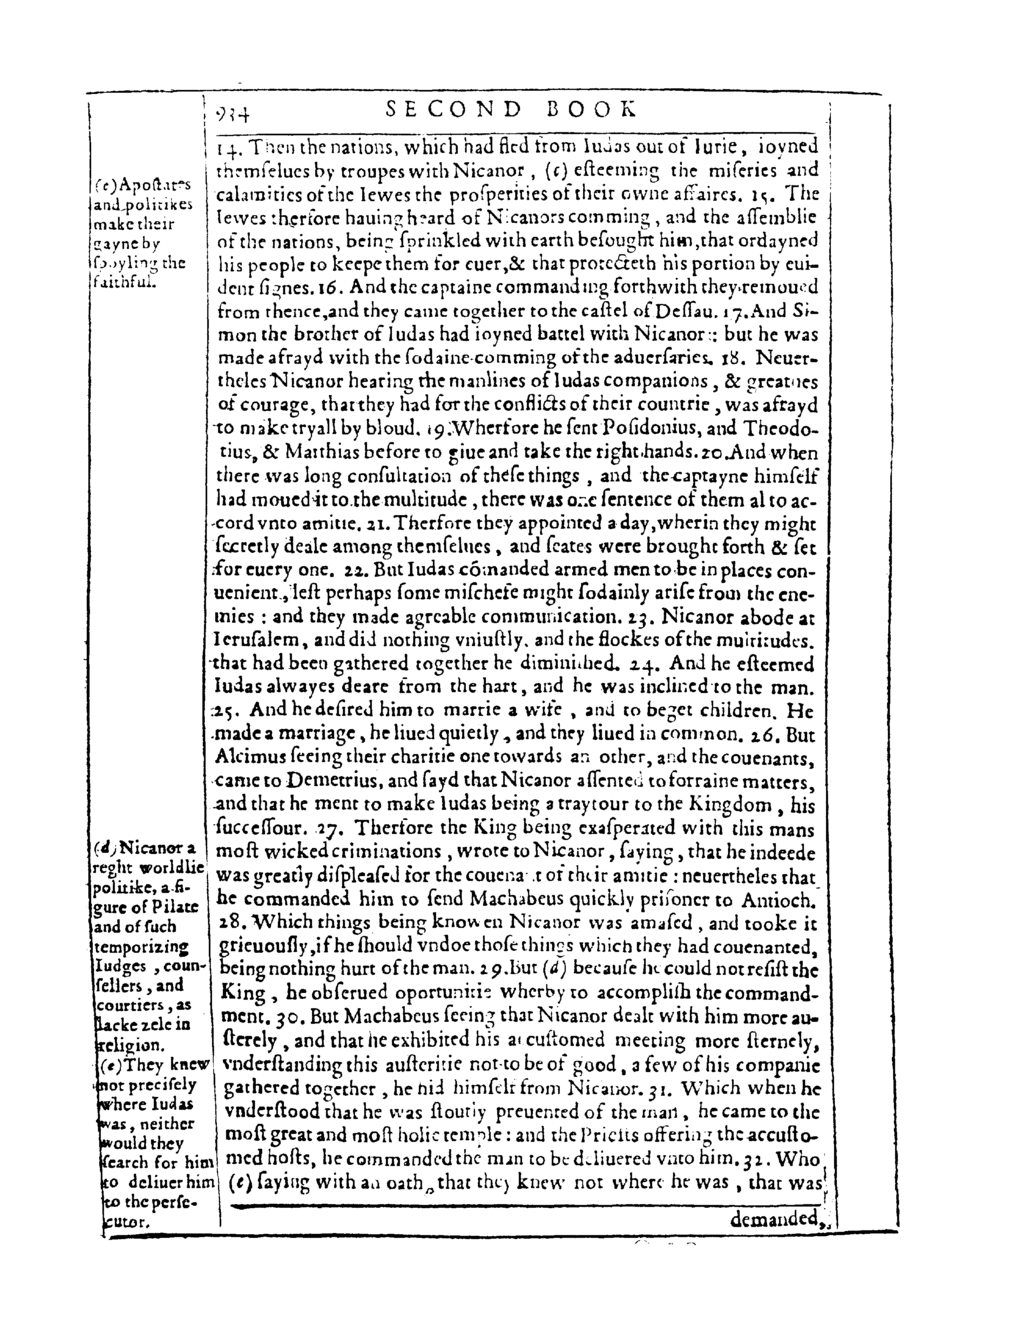 934 SECOND BOOK
14. Then the nations, which had fled from Iudas out of Iurie, ioyned
themſelues by troupes with Nicanor, (c) eſteeming the miſeries and
calamities of the Iewes the proſperities of their owne affaires. 15. The
Iewes therfore hauing heard of Nicanors comming, and the aſſemblie
of the nations, being ſprinkled with earth beſought him, that ordayned
his people to keepe them for euer, & that protecteth his portion by eui-
dent ſignes. 16. And the captaine commanding forthwith they remoued
from thence, and they came together to the caſtel of Deſſau. 17. And Si-
mon the brother of Iudas had ioyned battel with Nicanor: but he was
made afrayd with the ſodaine comming of the aduerſaries. 18. Neuer-
theles Nicanor hearing the manlines of Iudas companions, & greatnes
of courage, that they had for the conflicts of their countrie, was afrayd
to make tryall by bloud. 19. Wherfore he ſent Poſidonius, and Theodo-
tius, & Matthias before to giue and take the right hands. 20. And when
there was long conſultation of theſe things, and the captayne himſelf
had moued it to the multitude, there was one ſentence of them al to ac-
cord vnto amitie. 21. Therfore they appointed a day, wherin they might
ſecretly deale among themſelues, and ſeates were brought forth & ſet
for euery one. 22. But Iudas cōmanded armed men to be in places con-
uenient, leſt perhaps ſome miſchefe might ſodainly ariſe from the ene-
mies: and they made agreable communication. 23. Nicanor abode at
Ieruſalem, and did nothing vniuſtly, and the flockes of the multitudes.
that had been gathered together he diminiſhed. 24. And he eſteemed
Iudas alwayes deare from the hart, and he was inclined to the man.
25. And he deſired him to marrie a wife, and to beget children. He
made a marriage, he liued quietly, and they liued in common. 26. But
Alcimus ſeeing their charitie one towards an other, and the couenants,
came to Demetrius, and ſayd that Nicanor aſſented to forraine matters,
and that he ment to make Iudas being a traytour to the Kingdom, his
ſucceſſour. 27. Therfore the King being exaſperated with this mans
moſt wicked criminations, wrote to Nicanor, ſaying, that he indeede
was greatly diſpleaſed for the couenant of their amitie: neuertheles that
he commanded him to ſend Machabeus quickly priſoner to Antioch.
28. Which things being knowen Nicanor was amaſed, and tooke it
grieuouſly, if he ſhould vndoe thoſe things which they had couenanted,
being nothing hurt of the man. 29. But (d) becauſe he could not reſiſt the
King, he obſerued oportunitie wherby to accompliſh the command-
ment. 30. But Machabeus ſeeing that Nicanor dealt with him more au-
ſterely, and that he exhibited his accuſtomed meeting more ſternely,
vnderſtanding this auſteritie not to be of good, a few of his companie
gathered together, he hid himſelf from Nicanor. 31. Which when he
vnderſtood that he was ſtoutly preuented of the man, he came to the
moſt great and moſt holie temple: and the Prieſts offering the accuſto-
med hoſts, he commanded the man to be deliuered vnto him. 32. Who
(e) ſaying with an oath, that they knew not where he was, that was
demanded,
(c) Apoſtates
and politikes
make their
gayne by
ſpoyling the
faithful.
(d) Nicanor a
reght worldlie
politike, a fi-
gure of Pilate
and of ſuch
temporizing
Iudges, coun-
ſellers, and
courtiers, as
lacke zele in
religion.
(e) They knew
not preciſely
where Iudas
was, neither
would they
ſearch for him
to deliuer him
to the perſe-
cutor.